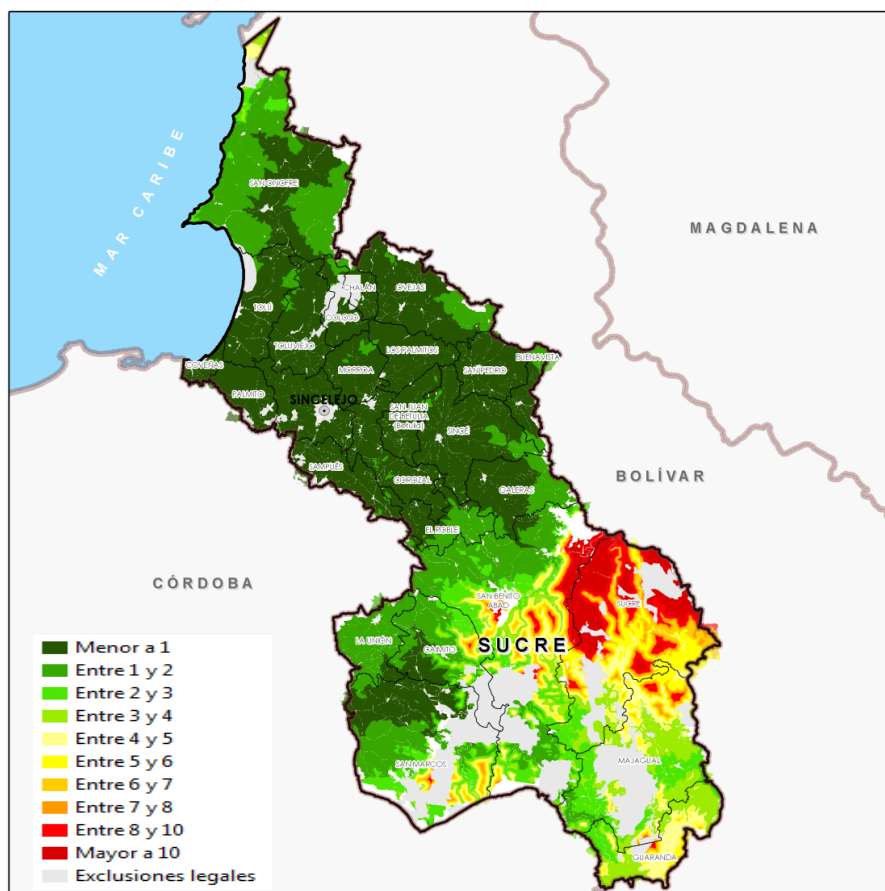 MAR CARIBE
MAGDALENA
SAN ONOFRE
CHALÁN
OVEJAS
COLOSÓ
TOLÚ
TOLUVIEJO
LOS PALMITOS
BUENAVISTA
COVEÑAS
MORROA
SAN PEDRO
PALMITO
SINCELEJO
SAN JUAN
DE BETULIA
(Betulia)
SINCÉ
SAMPUÉS
COROZAL
GALERAS
BOLÍVAR
EL ROBLE
CÓRDOBA
SAN BENITO
ABAD
SUCRE
LA UNIÓN
CAIMITO
SUCRE
SAN MARCOS
MAJAGUAL
GUARANDA
Menor a 1
Entre 1 y 2
Entre 2 y 3
Entre 3 y 4
Entre 4 y 5
Entre 5 y 6
Entre 6 y 7
Entre 7 y 8
Entre 8 y 10
Mayor a 10
Exclusiones legales